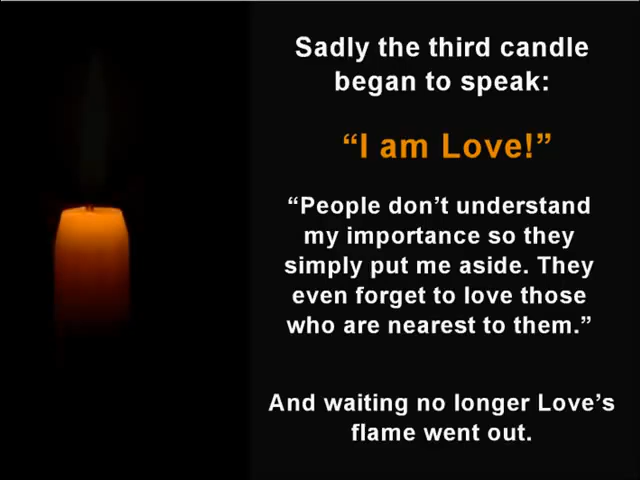 Sadly the third candle
began to speak:
“I am Love!”
“People don’t understand
my importance so they
simply put me aside. They
even forget to love those
who are nearest to them.”
And waiting no longer Love’s
flame went out.